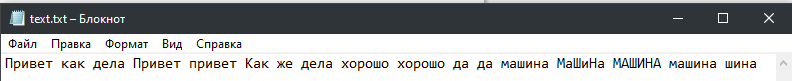 text.txt – Блокнот
Файл Правка Формат Вид Справка
Привет как дела Привет привет Как же дела хорошо хорошо да да машина МаШиНа МАШИНА машина шина